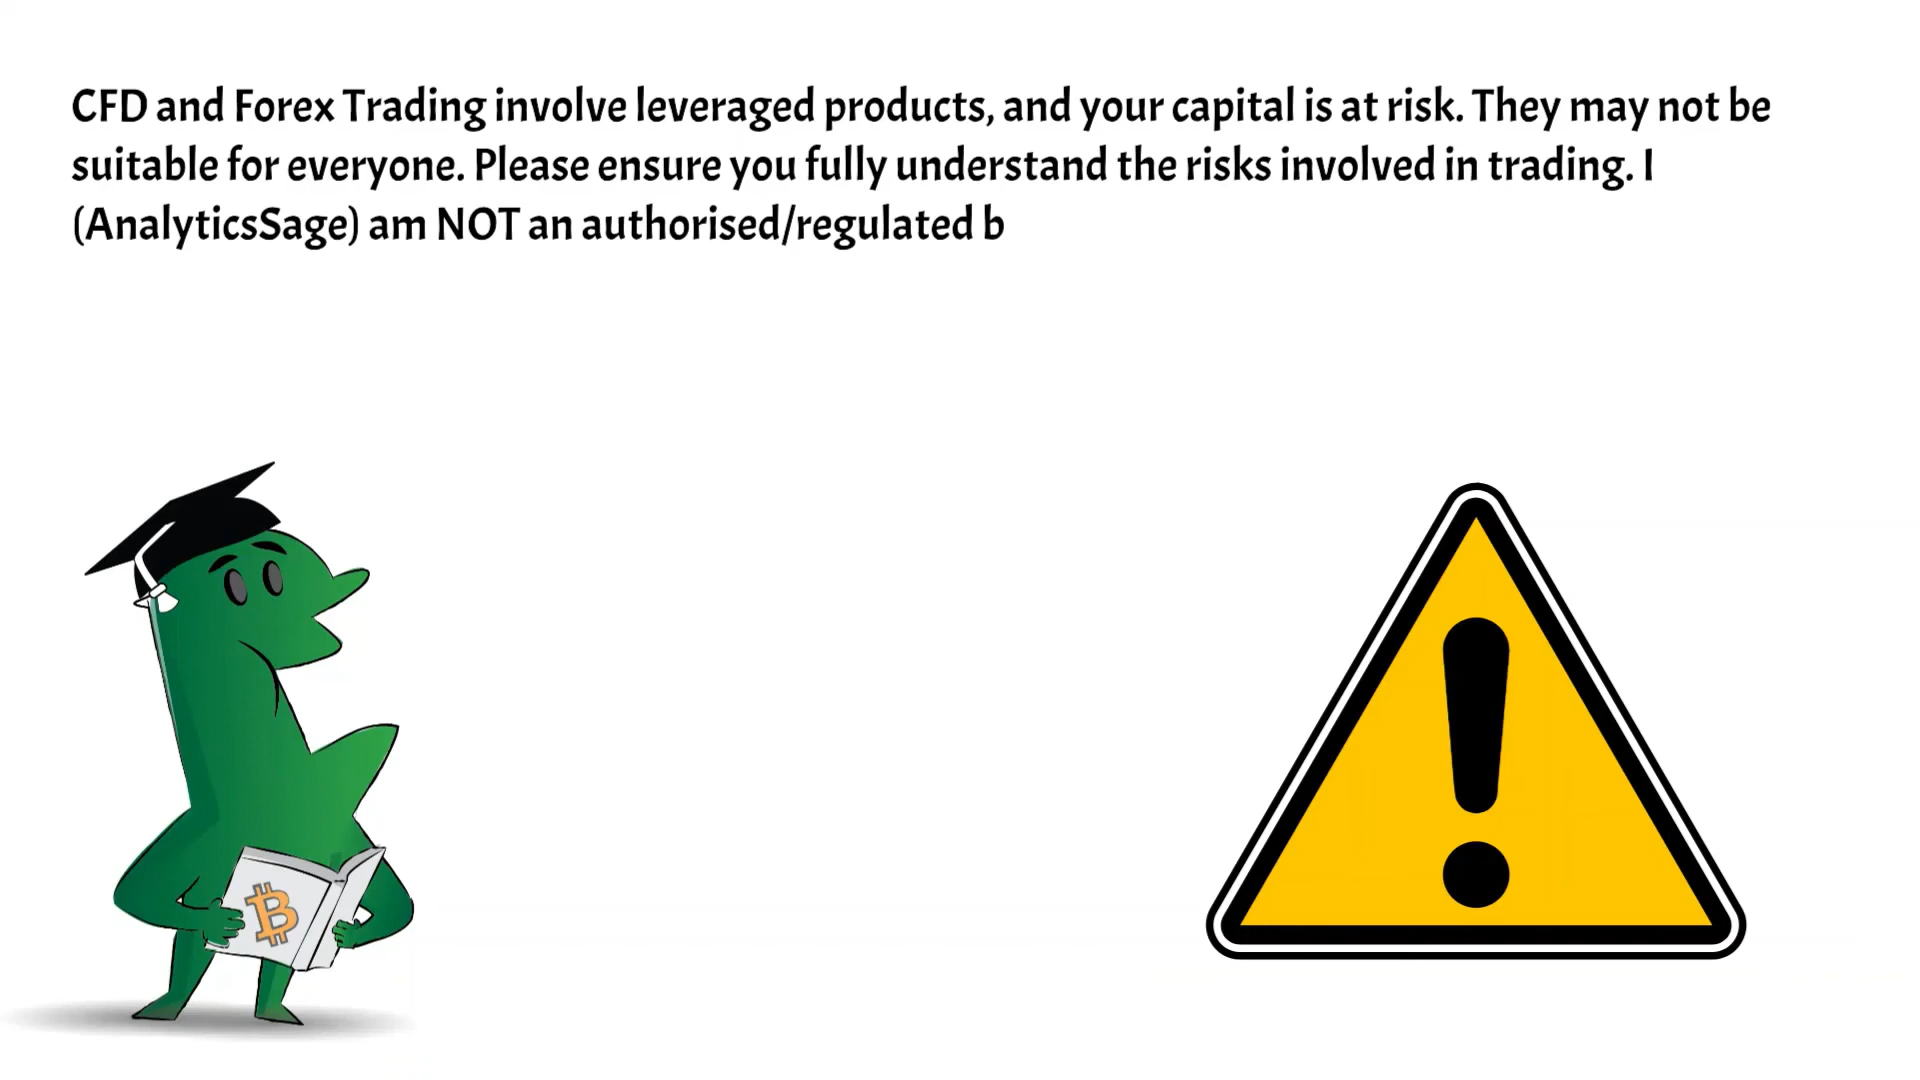 CFD and Forex Trading involve leveraged products, and your capital is at risk. They may not be
suitable for everyone. Please ensure you fully understand the risks involved in trading. I
(AnalyticsSage) am NOT an authorised/regulated b